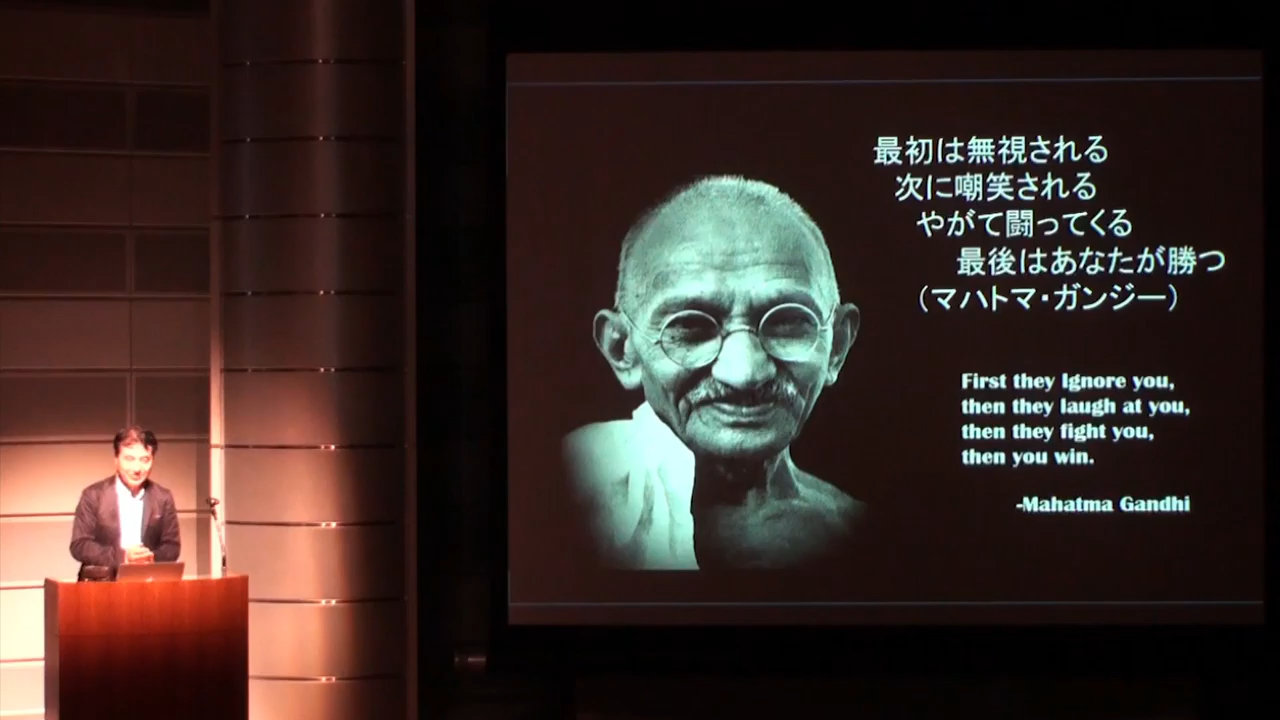 最初は無視される
次に嘲笑される
やがて闘ってくる
最後はあなたが勝つ
（マハトマ・ガンジー）
First they Ignore you,
then they laugh at you,
then they fight you,
then you win.
-Mahatma Gandhi